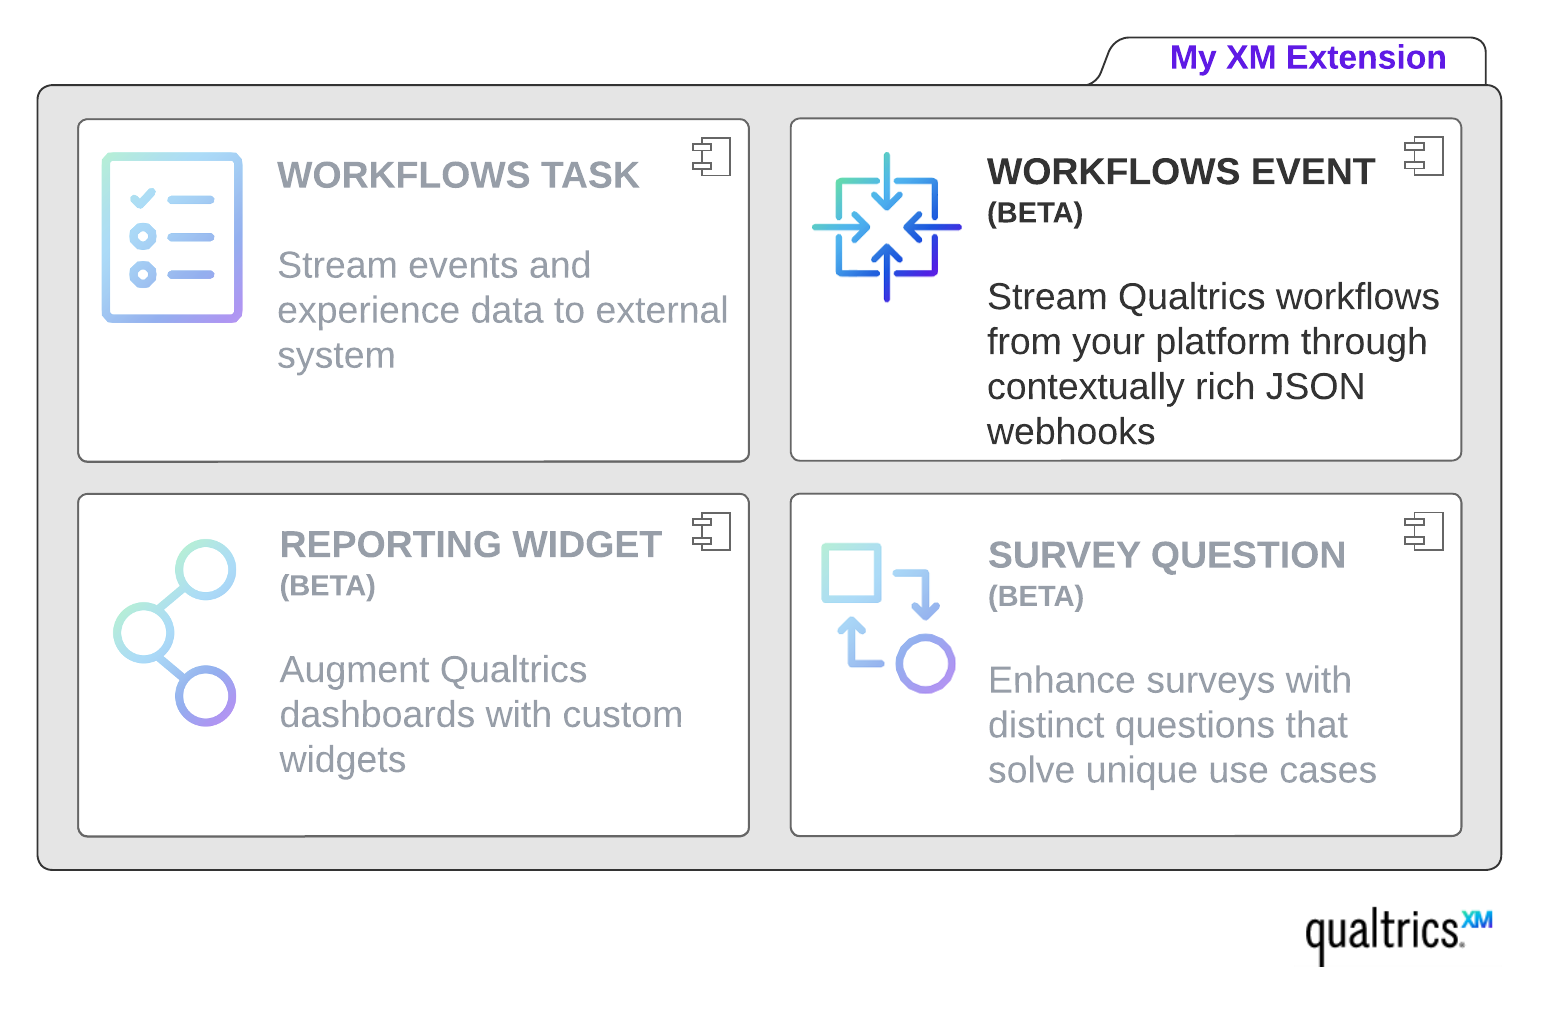 My XM Extension
WORKFLOWS TASK
Stream events and
experience data to external
system
WORKFLOWS EVENT
(BETA)
Stream Qualtrics workflows
from your platform through
contextually rich JSON
webhooks
REPORTING WIDGET
(BETA)
Augment Qualtrics
dashboards with custom
widgets
SURVEY QUESTION
(BETA)
Enhance surveys with
distinct questions that
solve unique use cases
qualtrics.XM